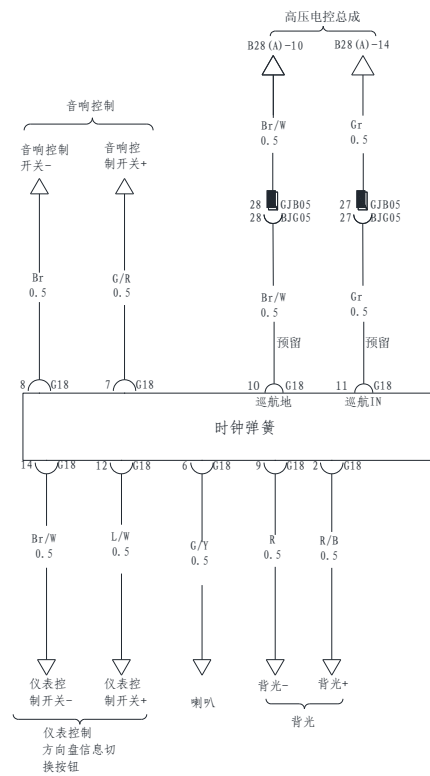 高压电控总成
B28(A)-10 B28(A)-14
音响控制
音响控制
开关-
音响控
制开关+
Br/W
0.5
Gr
0.5
28 GJB05
28 BJG05
27 GJB05
27 BJG05
Br
0.5
G/R
0.5
Br/W
0.5
Gr
0.5
预留
预留
8 G18
7 G18
10 G18
11 G18
巡航地
巡航IN
时钟弹簧
14 G18
12 G18
6 G18
9 G18
2 G18
Br/W
0.5
L/W
0.5
G/Y
0.5
R
0.5
R/B
0.5
仪表控
制开关-
仪表控
制开关+
喇叭
背光-
背光+
背光
仪表控制
方向盘信息切
换按钮